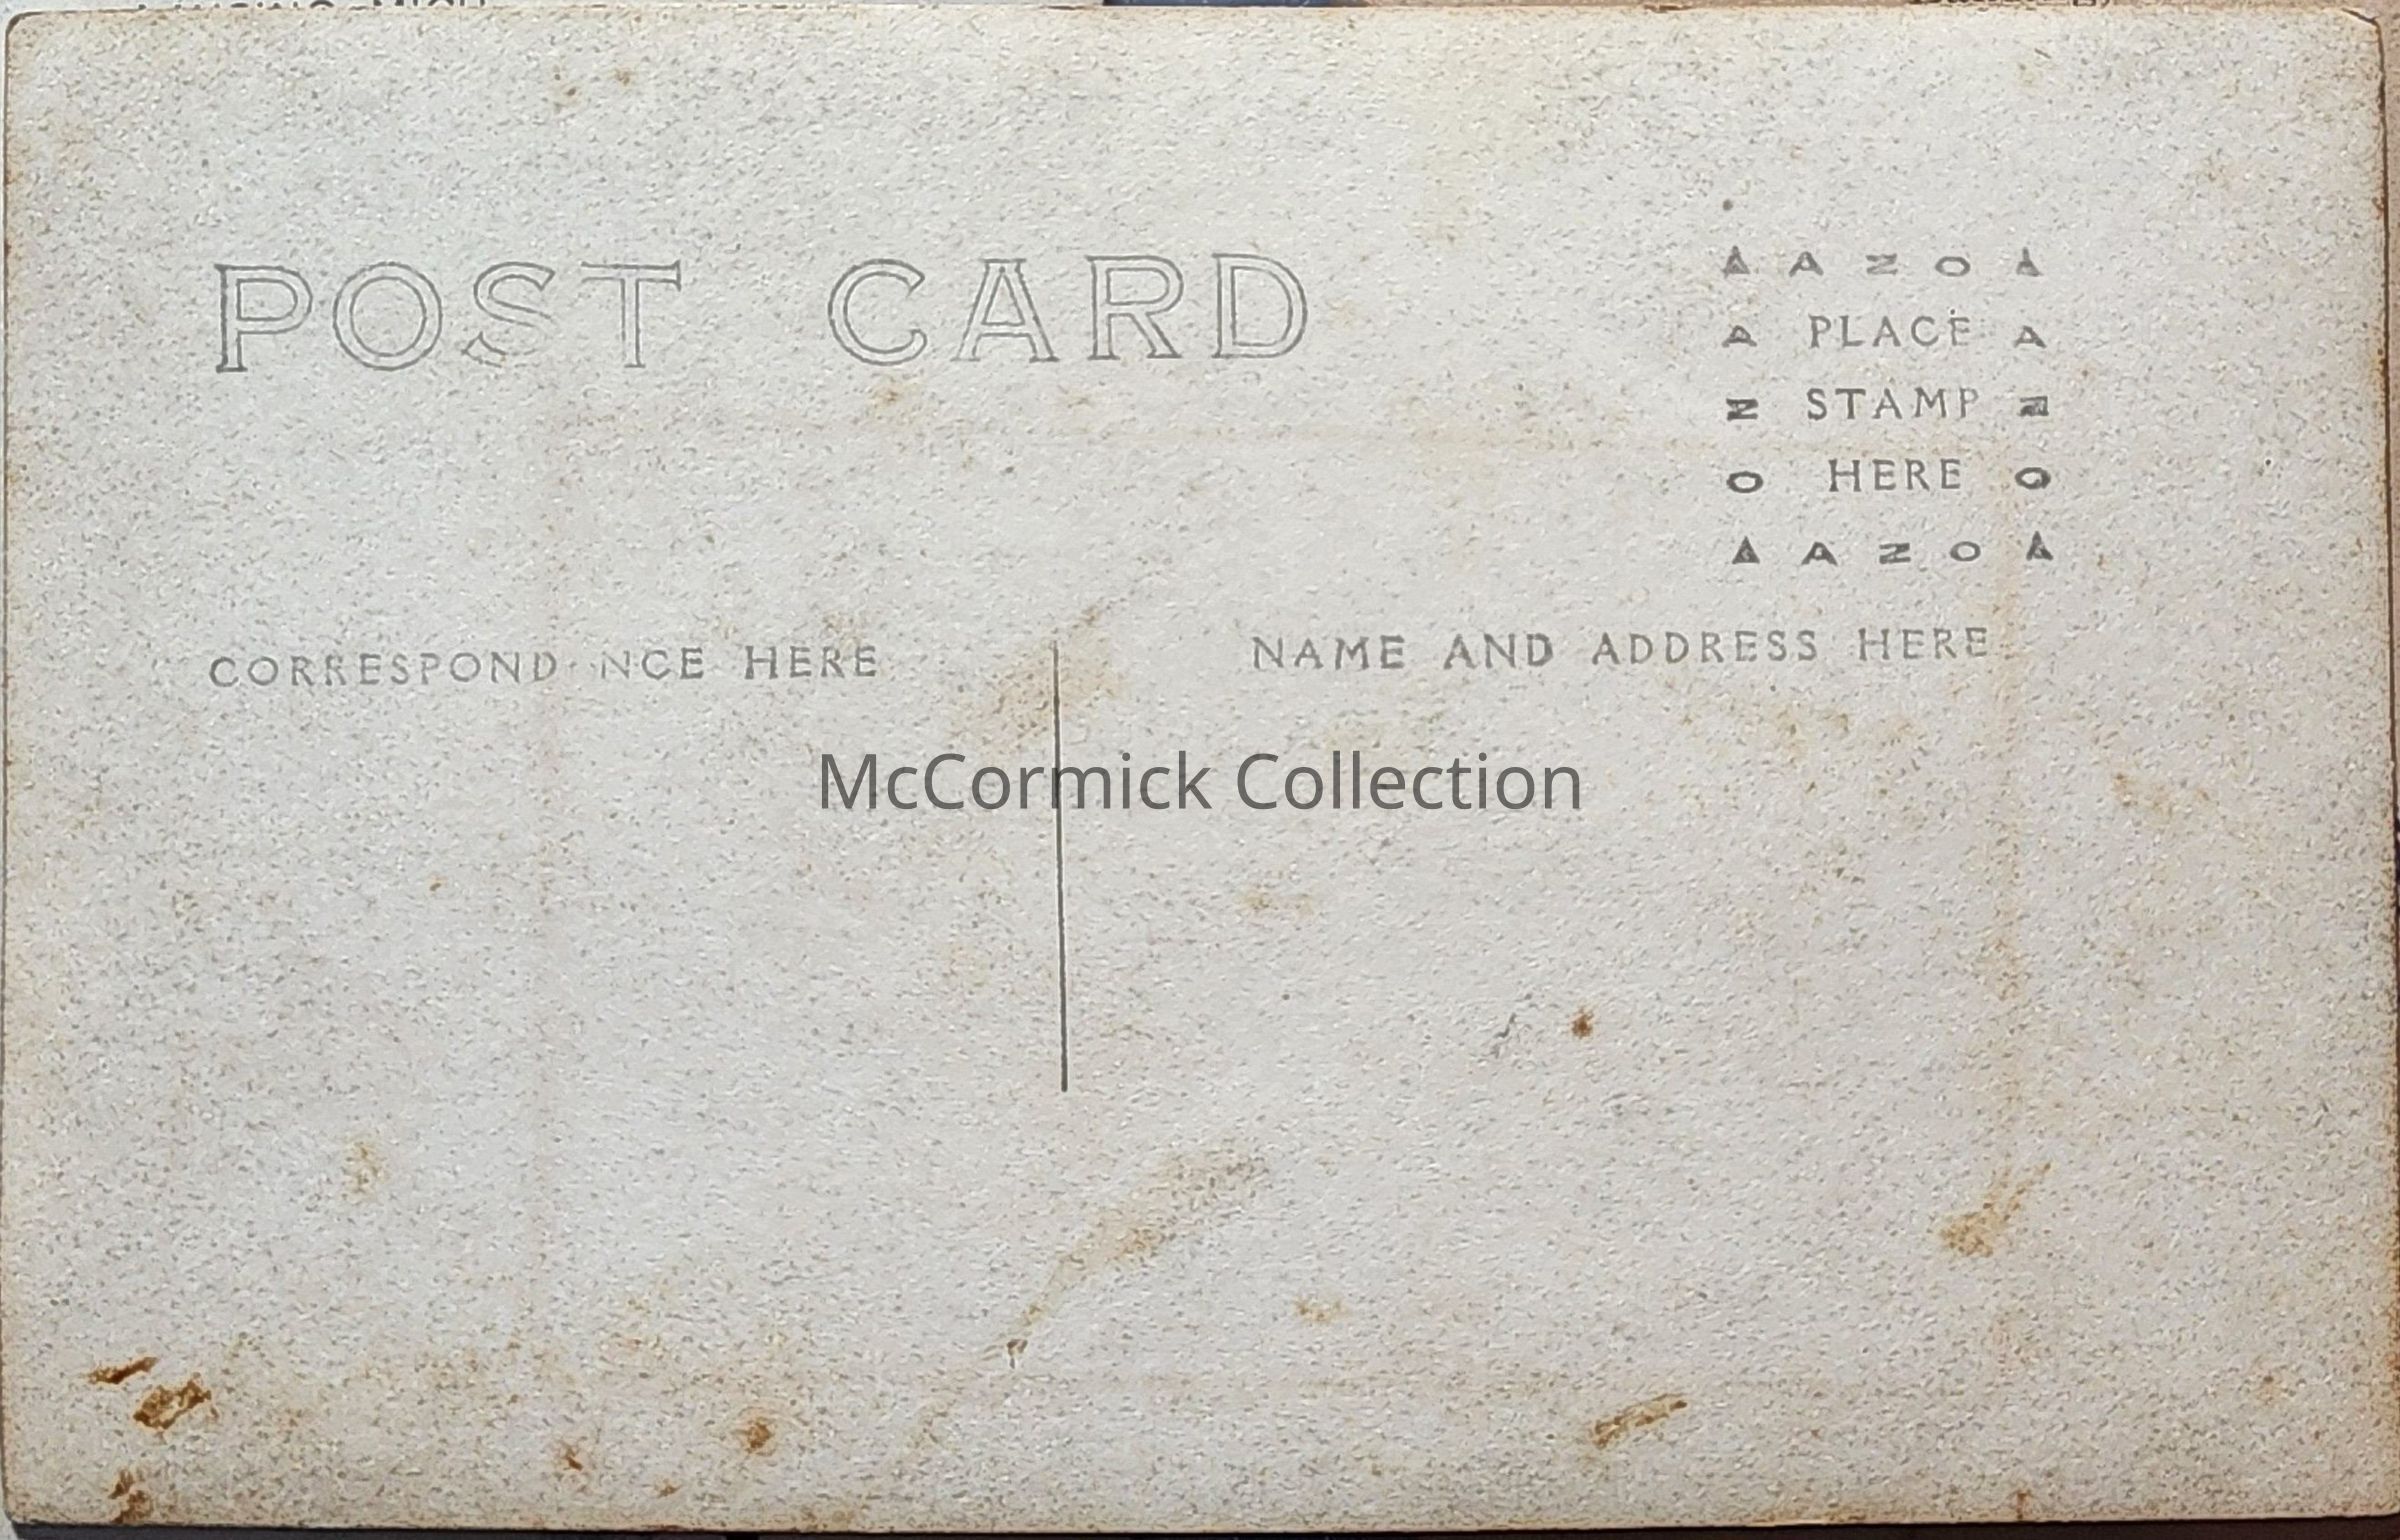 POST CARD
AZO
A PLACE A
N STAMP N
O HERE O
AZO
CORRESPOND NCE HERE
NAME AND ADDRESS HERE
McCormick Collection